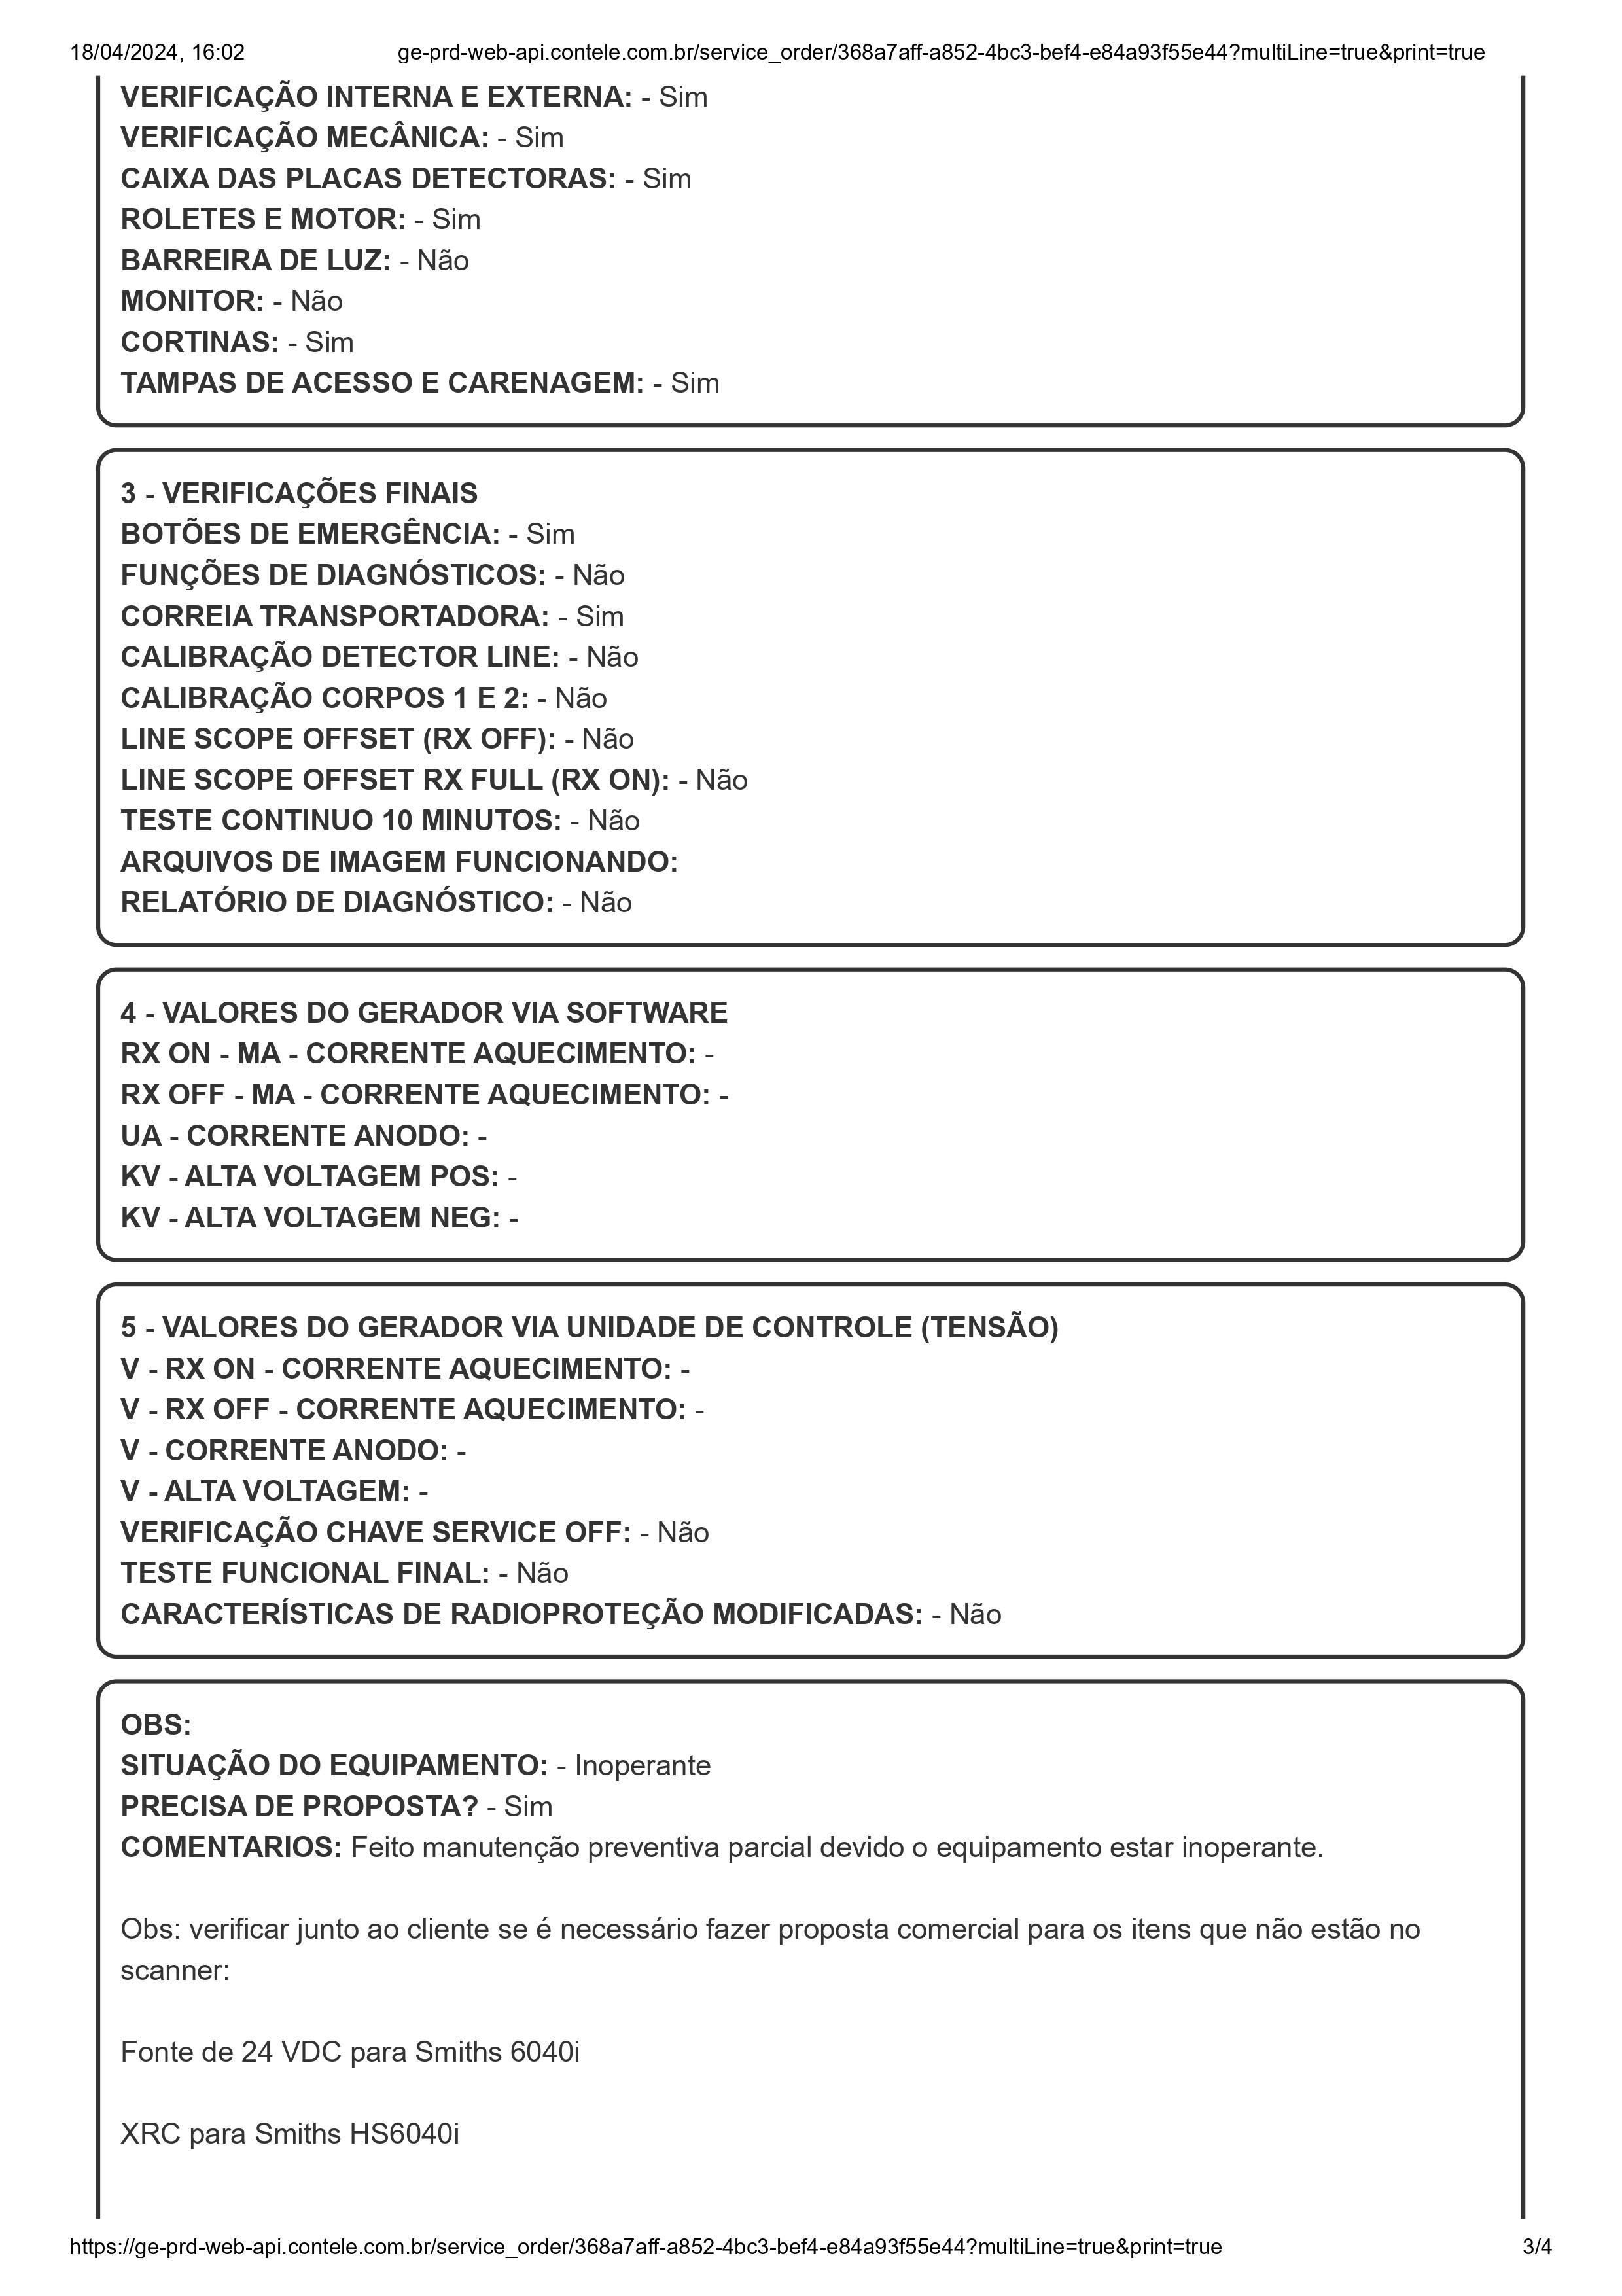 18/04/2024, 16:02 ge-prd-web-api.contele.com.br/service_order/368a7aff-a852-4bc3-bef4-e84a93f55e44?multiLine=true&print=true
VERIFICAÇÃO INTERNA E EXTERNA: - Sim
VERIFICAÇÃO MECÂNICA: - Sim
CAIXA DAS PLACAS DETECTORAS: - Sim
ROLETES E MOTOR: - Sim
BARREIRA DE LUZ: - Não
MONITOR: - Não
CORTINAS: - Sim
TAMPAS DE ACESSO E CARENAGEM: - Sim
3 - VERIFICAÇÕES FINAIS
BOTÕES DE EMERGÊNCIA: - Sim
FUNÇÕES DE DIAGNÓSTICOS: - Não
CORREIA TRANSPORTADORA: - Sim
CALIBRAÇÃO DETECTOR LINE: - Não
CALIBRAÇÃO CORPOS 1 E 2: - Não
LINE SCOPE OFFSET (RX OFF): - Não
LINE SCOPE OFFSET RX FULL (RX ON): - Não
TESTE CONTINUO 10 MINUTOS: - Não
ARQUIVOS DE IMAGEM FUNCIONANDO:
RELATÓRIO DE DIAGNÓSTICO: - Não
4 - VALORES DO GERADOR VIA SOFTWARE
RX ON - MA - CORRENTE AQUECIMENTO: -
RX OFF - MA - CORRENTE AQUECIMENTO: -
UA - CORRENTE ANODO: -
KV - ALTA VOLTAGEM POS: -
KV - ALTA VOLTAGEM NEG: -
5 - VALORES DO GERADOR VIA UNIDADE DE CONTROLE (TENSÃO)
V - RX ON - CORRENTE AQUECIMENTO: -
V - RX OFF - CORRENTE AQUECIMENTO: -
V - CORRENTE ANODO: -
V - ALTA VOLTAGEM: -
VERIFICAÇÃO CHAVE SERVICE OFF: - Não
TESTE FUNCIONAL FINAL: - Não
CARACTERÍSTICAS DE RADIOPROTEÇÃO MODIFICADAS: - Não
OBS:
SITUAÇÃO DO EQUIPAMENTO: - Inoperante
PRECISA DE PROPOSTA? - Sim
COMENTARIOS: Feito manutenção preventiva parcial devido o equipamento estar inoperante.
Obs: verificar junto ao cliente se é necessário fazer proposta comercial para os itens que não estão no
scanner:
Fonte de 24 VDC para Smiths 6040i
XRC para Smiths HS6040i
https://ge-prd-web-api.contele.com.br/service_order/368a7aff-a852-4bc3-bef4-e84a93f55e44?multiLine=true&print=true 3/4